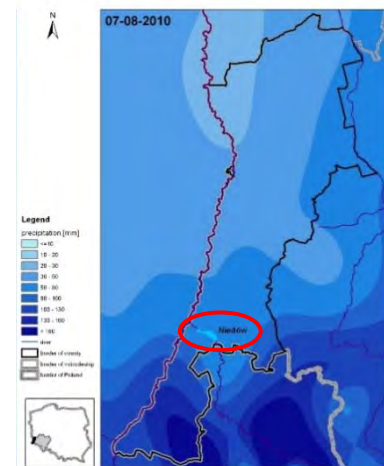 N
07-08-2010
Legend
precipitation [mm]
<=10
10 - 20
20 - 30
30 - 50
50 - 80
80 - 100
100 - 130
130 - 160
> 160
river
border of county
border of voivodeship
border of Poland
Niedów